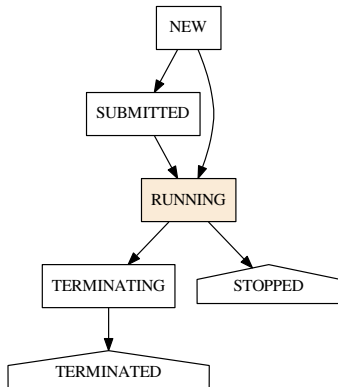 NEW
SUBMITTED
RUNNING
TERMINATING
STOPPED
TERMINATED